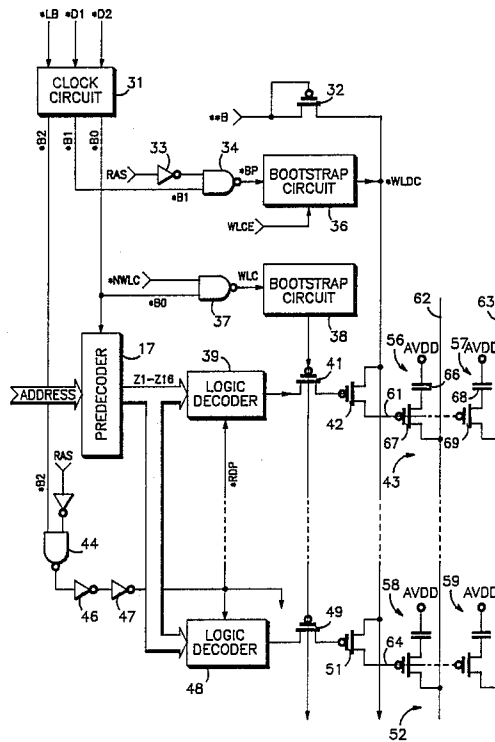 *LB *D1 *D2
CLOCK
CIRCUIT
31
*B2
*B1
*B0
**B
32
33
34
RAS
*B1
*BP
BOOTSTRAP
CIRCUIT
36
WLCE
*WLDC
*NWLC
*B0
37
WLC
BOOTSTRAP
CIRCUIT
38
62
63
17
PREDECODER
ADDRESS
Z1-Z16
39
LOGIC
DECODER
41
42
61
56
AVDD
66
67
43
57
AVDD
68
69
*RDP
*B2
RAS
44
46
47
LOGIC
DECODER
48
49
51
64
58
AVDD
59
AVDD
52